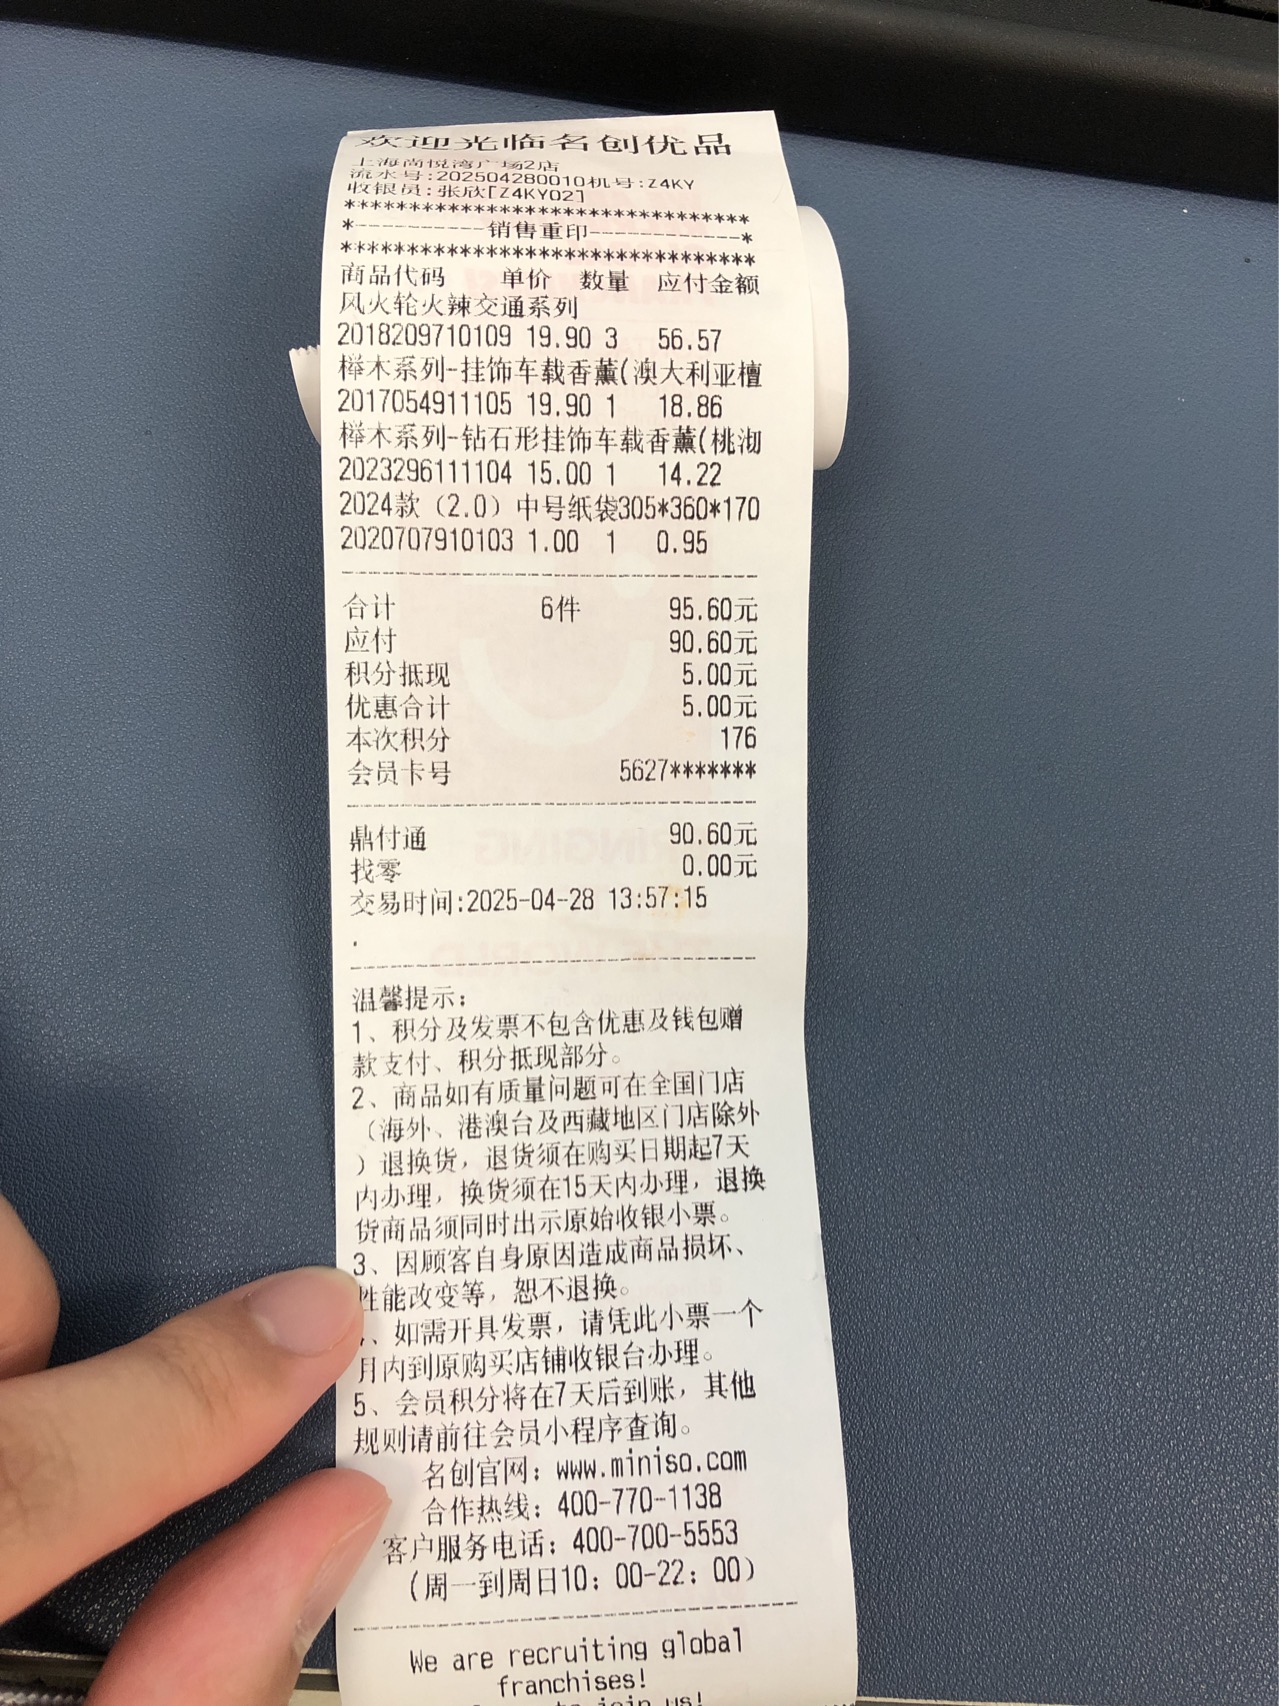 欢迎光临名创优品
上海尚悦湾广场2店
流水号:202504280010机号:Z4KY
收银员:张欣[Z4KY02]
*******************************
*----------销售重印------------*
*******************************
商品代码 单价 数量 应付金额
风火轮火辣交通系列
2018209710109 19.90 3 56.57
榉木系列-挂饰车载香薰(澳大利亚檀
2017054911105 19.90 1 18.86
榉木系列-钻石形挂饰车载香薰(桃沏
2023296111104 15.00 1 14.22
2024款（2.0）中号纸袋305*360*170
2020707910103 1.00 1 0.95
合计 6件 95.60元
应付 90.60元
积分抵现 5.00元
优惠合计 5.00元
本次积分 176
会员卡号 5627*******
鼎付通 90.60元
找零 0.00元
交易时间:2025-04-28 13:57:15
.
温馨提示：
1、积分及发票不包含优惠及钱包赠
款支付、积分抵现部分。
2、商品如有质量问题可在全国门店
（海外、港澳台及西藏地区门店除外
）退换货，退货须在购买日期起7天
内办理，换货须在15天内办理，退换
货商品须同时出示原始收银小票。
3、因顾客自身原因造成商品损坏、
性能改变等，恕不退换。
、如需开具发票，请凭此小票一个
月内到原购买店铺收银台办理。
5、会员积分将在7天后到账，其他
规则请前往会员小程序查询。
名创官网：www.miniso.com
合作热线：400-770-1138
客户服务电话：400-700-5553
(周一到周日10：00-22：00)
We are recruiting global
franchises!
to join us!